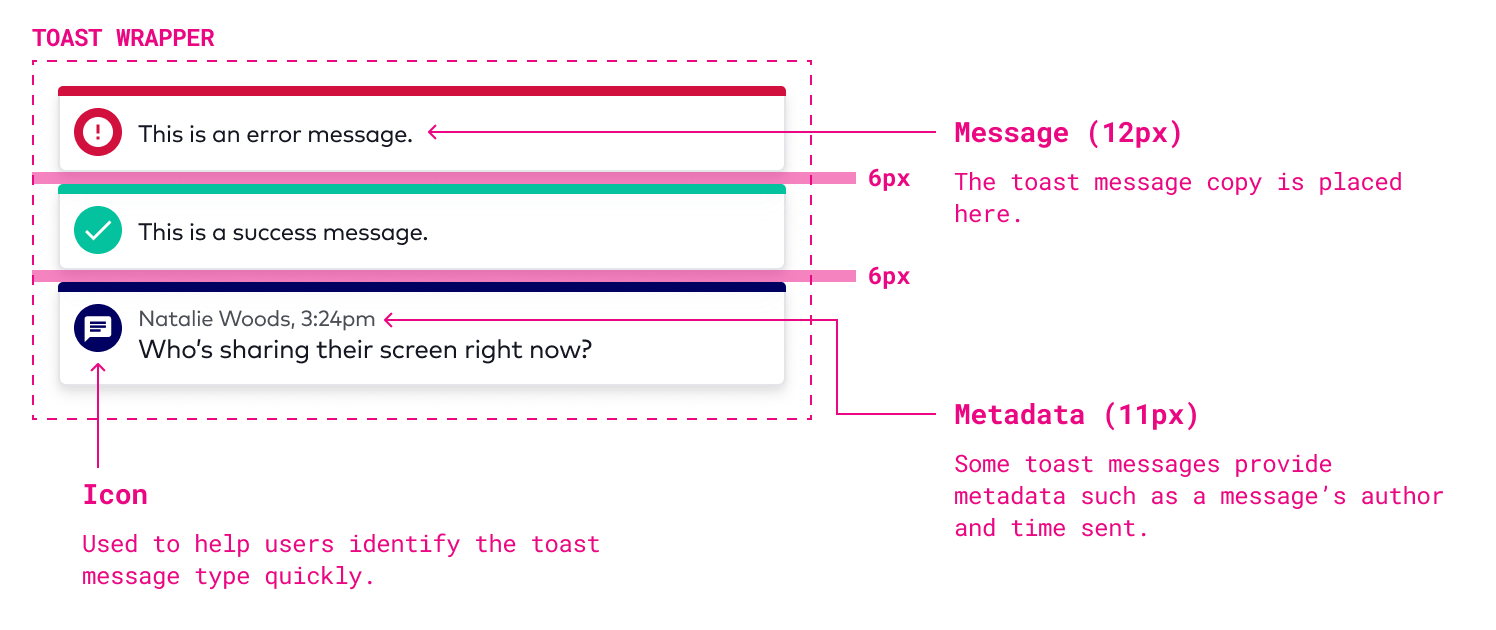 TOAST WRAPPER
This is an error message.
Message (12px)
The toast message copy is placed
here.
6px
This is a success message.
6px
Natalie Woods, 3:24pm
Who’s sharing their screen right now?
Metadata (11px)
Some toast messages provide
metadata such as a message’s author
and time sent.
Icon
Used to help users identify the toast
message type quickly.